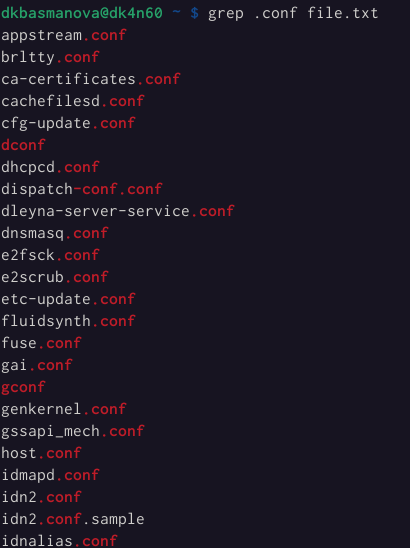 dkbasmanova@dk4n60 ~ $ grep .conf file.txt
appstream.conf
brltty.conf
ca-certificates.conf
cachefilesd.conf
cfg-update.conf
dconf
dhcpcd.conf
dispatch-conf.conf
dleyna-server-service.conf
dnsmasq.conf
e2fsck.conf
e2scrub.conf
etc-update.conf
fluidsynth.conf
fuse.conf
gai.conf
gconf
genkernel.conf
gssapi_mech.conf
host.conf
idmapd.conf
idn2.conf
idn2.conf.sample
idnalias.conf